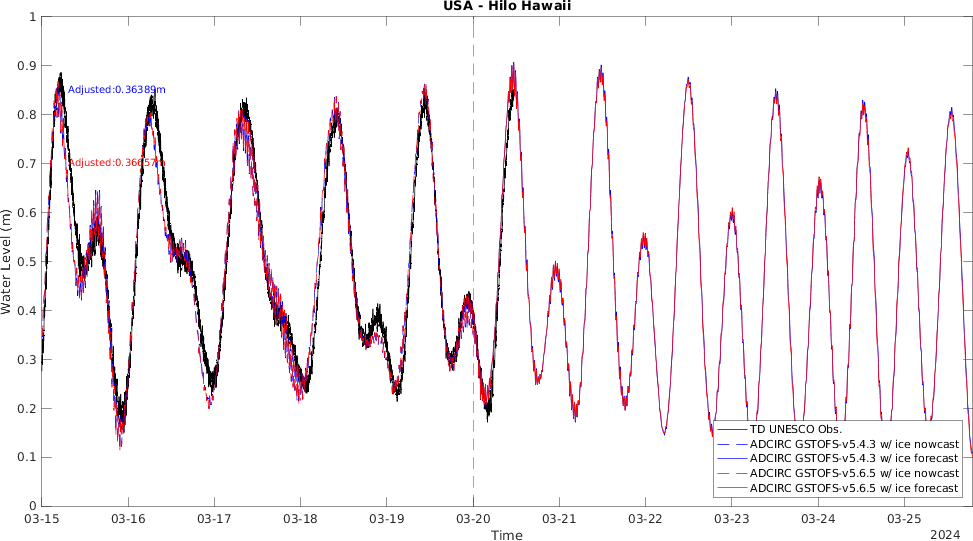 USA - Hilo Hawaii
1
0.9
0.8
0.7
0.6
0.5
0.4
0.3
0.2
0.1
0
Water Level (m)
Adjusted:0.36389m
Adjusted:0.36657m
TD UNESCO Obs.
ADCIRC GSTOFS-v5.4.3 w/ ice nowcast
ADCIRC GSTOFS-v5.4.3 w/ ice forecast
ADCIRC GSTOFS-v5.6.5 w/ ice nowcast
ADCIRC GSTOFS-v5.6.5 w/ ice forecast
03-15 03-16 03-17 03-18 03-19 03-20 03-21 03-22 03-23 03-24 03-25
Time
2024